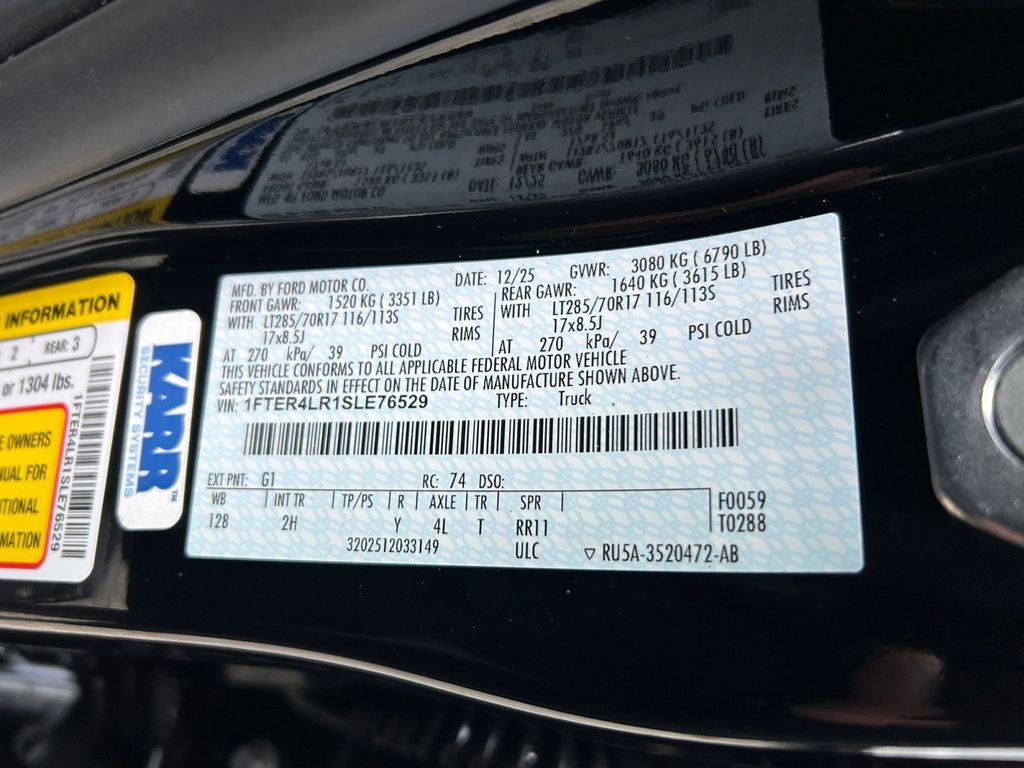 MFD. BY FORD MOTOR CO. DATE: 12/25 GVWR: 3080 KG ( 6790 LB)
FRONT GAWR: 1520 KG ( 3351 LB) REAR GAWR: 1640 KG ( 3615 LB)
WITH LT285/70R17 116/113S TIRES WITH LT285/70R17 116/113S TIRES
17x8.5J RIMS 17x8.5J RIMS
AT 270 kPa/ 39 PSI COLD AT 270 kPa/ 39 PSI COLD
THIS VEHICLE CONFORMS TO ALL APPLICABLE FEDERAL MOTOR VEHICLE
SAFETY STANDARDS IN EFFECT ON THE DATE OF MANUFACTURE SHOWN ABOVE.
VIN: 1FTER4LR1SLE76529 TYPE: Truck
EXT PNT: G1 RC: 74 DSO:
WB INT TR TP/PS R AXLE TR SPR F0059
128 2H Y 4L T RR11 T0288
3202512033149 ULC ▽ RU5A-3520472-AB
KARR™
SECURITY SYSTEMS
INFORMATION
2 REAR: 3
or 1304 lbs.
OWNERS
FOR
1FTER4LR1SLE76529